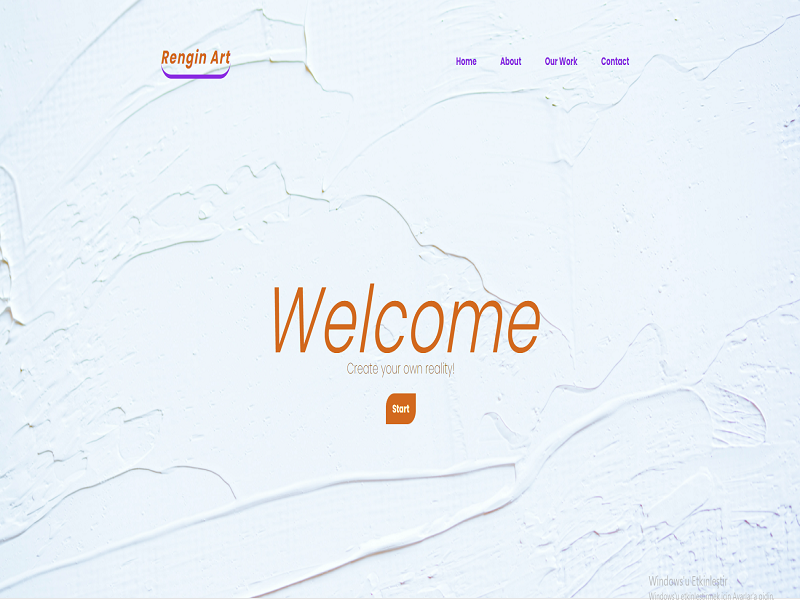 Rengin Art
Home About Our Work Contact
Welcome
Create your own reality!
Start
Windows'u Etkinleştir
Windows'u etkinleştirmek için Ayarlar'a gidin.